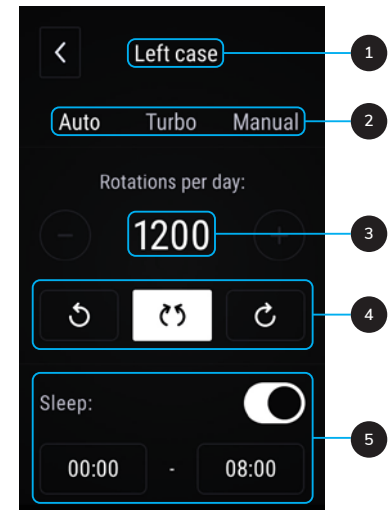 Left case
1
Auto Turbo Manual
2
Rotations per day:
1200
3
4
Sleep:
5
00:00 - 08:00